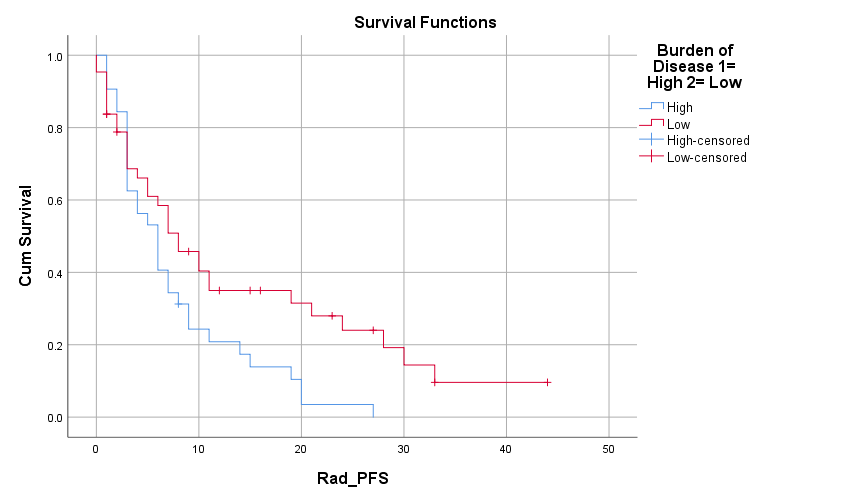 Survival Functions
Burden of
Disease 1=
High 2= Low
High
Low
High-censored
Low-censored
Cum Survival
1.0
0.8
0.6
0.4
0.2
0.0
0
10
20
30
40
50
Rad_PFS